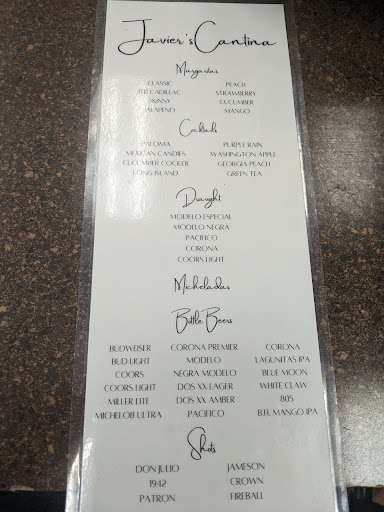 Javier's Cantina
Margaritas
CLASSIC PEACH
THE CADILLAC STRAWBERRY
SKINNY CUCUMBER
JALAPENO MANGO
Cocktails
PALOMA PURPLE RAIN
MEXICAN CANDIES WASHINGTON APPLE
CUCUMBER COOLER GEORGIA PEACH
LONG ISLAND GREEN TEA
Draught
MODELO ESPECIAL
MODELO NEGRA
PACIFICO
CORONA
COORS LIGHT
Micheladas
Bottle Beers
BUDWEISER CORONA PREMIER CORONA
BUD LIGHT MODELO LAGUNITAS IPA
COORS NEGRA MODELO BLUE MOON
COORS LIGHT DOS XX LAGER WHITE CLAW
MILLER LITE DOS XX AMBER 805
MICHELOB ULTRA PACIFICO B.H. MANGO IPA
Shots
DON JULIO JAMESON
1942 CROWN
PATRON FIREBALL